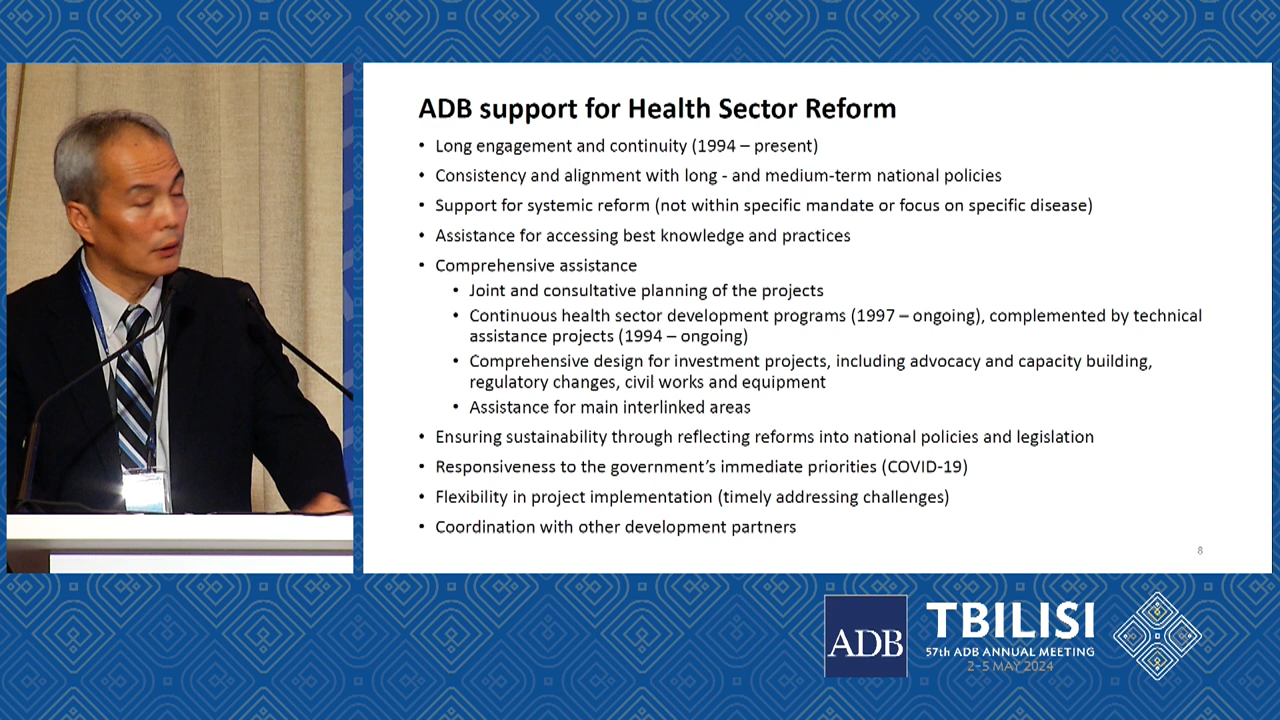 ADB support for Health Sector Reform
• Long engagement and continuity (1994 – present)
• Consistency and alignment with long - and medium-term national policies
• Support for systemic reform (not within specific mandate or focus on specific disease)
• Assistance for accessing best knowledge and practices
• Comprehensive assistance
• Joint and consultative planning of the projects
• Continuous health sector development programs (1997 – ongoing), complemented by technical
assistance projects (1994 – ongoing)
• Comprehensive design for investment projects, including advocacy and capacity building,
regulatory changes, civil works and equipment
• Assistance for main interlinked areas
• Ensuring sustainability through reflecting reforms into national policies and legislation
• Responsiveness to the government’s immediate priorities (COVID-19)
• Flexibility in project implementation (timely addressing challenges)
• Coordination with other development partners
8
ADB
TBILISI
57th ADB ANNUAL MEETING
2–5 MAY 2024